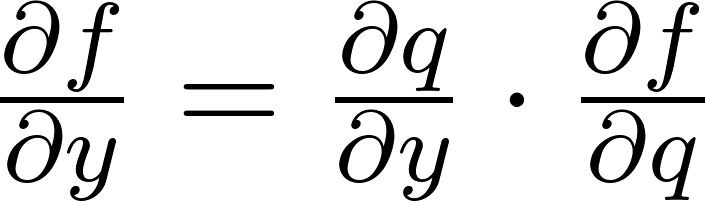 ∂f/∂y = ∂q/∂y · ∂f/∂q